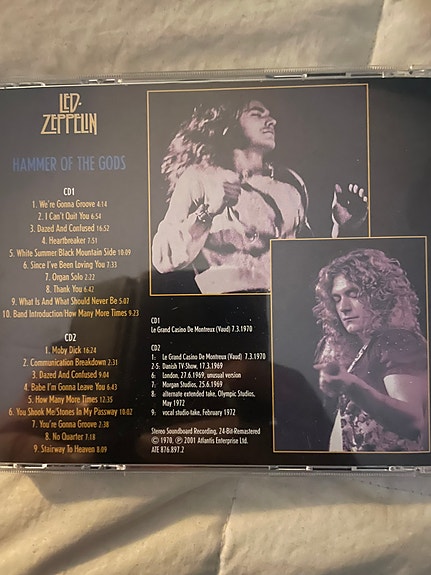 LED-
ZEPPELIN
HAMMER OF THE GODS
CD1
1. We're Gonna Groove 4:14
2. I Can't Quit You 6:54
3. Dazed And Confused 16:52
4. Heartbreaker 7:51
5. White Summer Black Mountain Side 10:09
6. Since I've Been Loving You 7:33
7. Organ Solo 2:22
8. Thank You 6:42
9. What Is And What Should Never Be 5:07
10. Band Introduction How Many More Times 9:23
CD2
1. Moby Dick 16:24
2. Communication Breakdown 2:31
3. Dazed And Confused 9:04
4. Babe I'm Gonna Leave You 6:43
5. How Many More Times 12:35
6. You Shook Me/Stones In My Passway 10:02
7. You're Gonna Groove 2:38
8. No Quarter 7:18
9. Stairway To Heaven 8:09
CD1
Le Grand Casino De Montreux (Vaud) 7.3.1970
CD2
1: Le Grand Casino De Montreux (Vaud) 7.3.1970
2-5: Danish TV-Show, 17.3.1969
6: London, 27.6.1969, unusual version
7: Morgan Studios, 25.6.1969
8: alternate extended take, Olympic Studios,
May 1972
9: vocal studio-take, February 1972
Stereo Soundboard Recording, 24-Bit-Remastered
© 1970, ℗ 2001 Atlantis Enterprise Ltd.
ATE 876.897.2